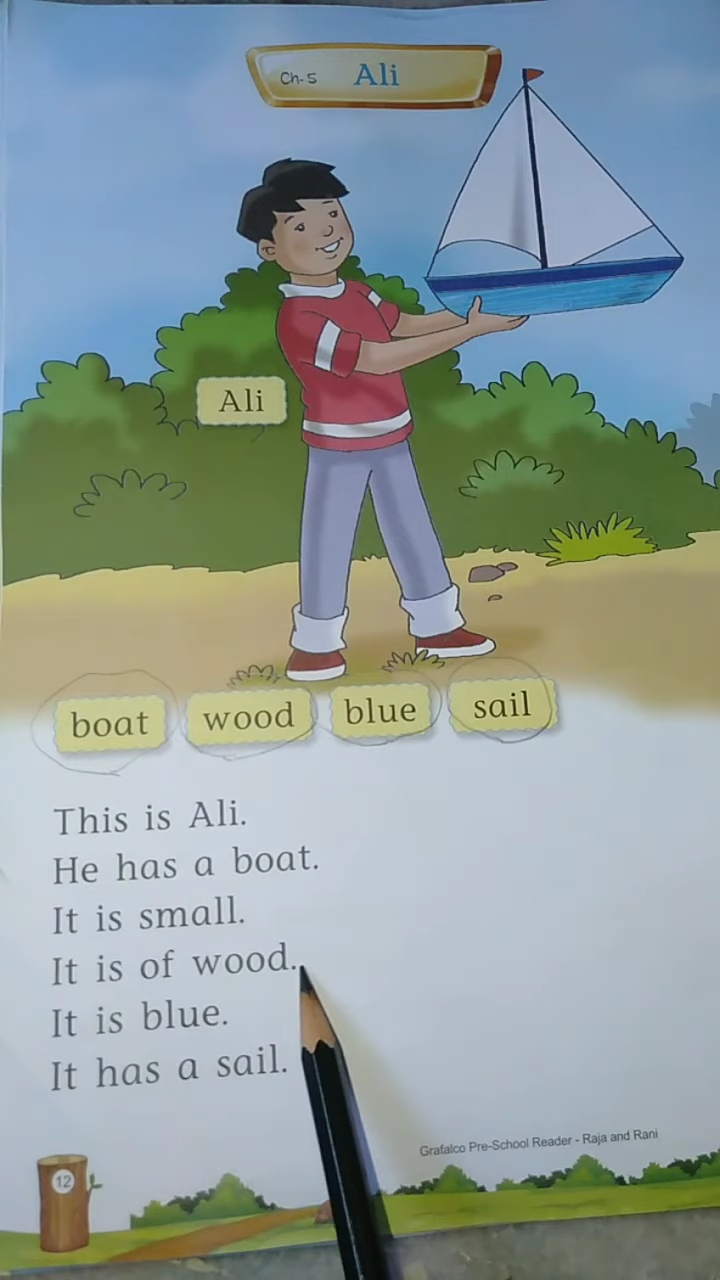 Ch-5 Ali
Ali
boat wood blue sail
This is Ali.
He has a boat.
It is small.
It is of wood.
It is blue.
It has a sail.
Grafalco Pre-School Reader - Raja and Rani
12